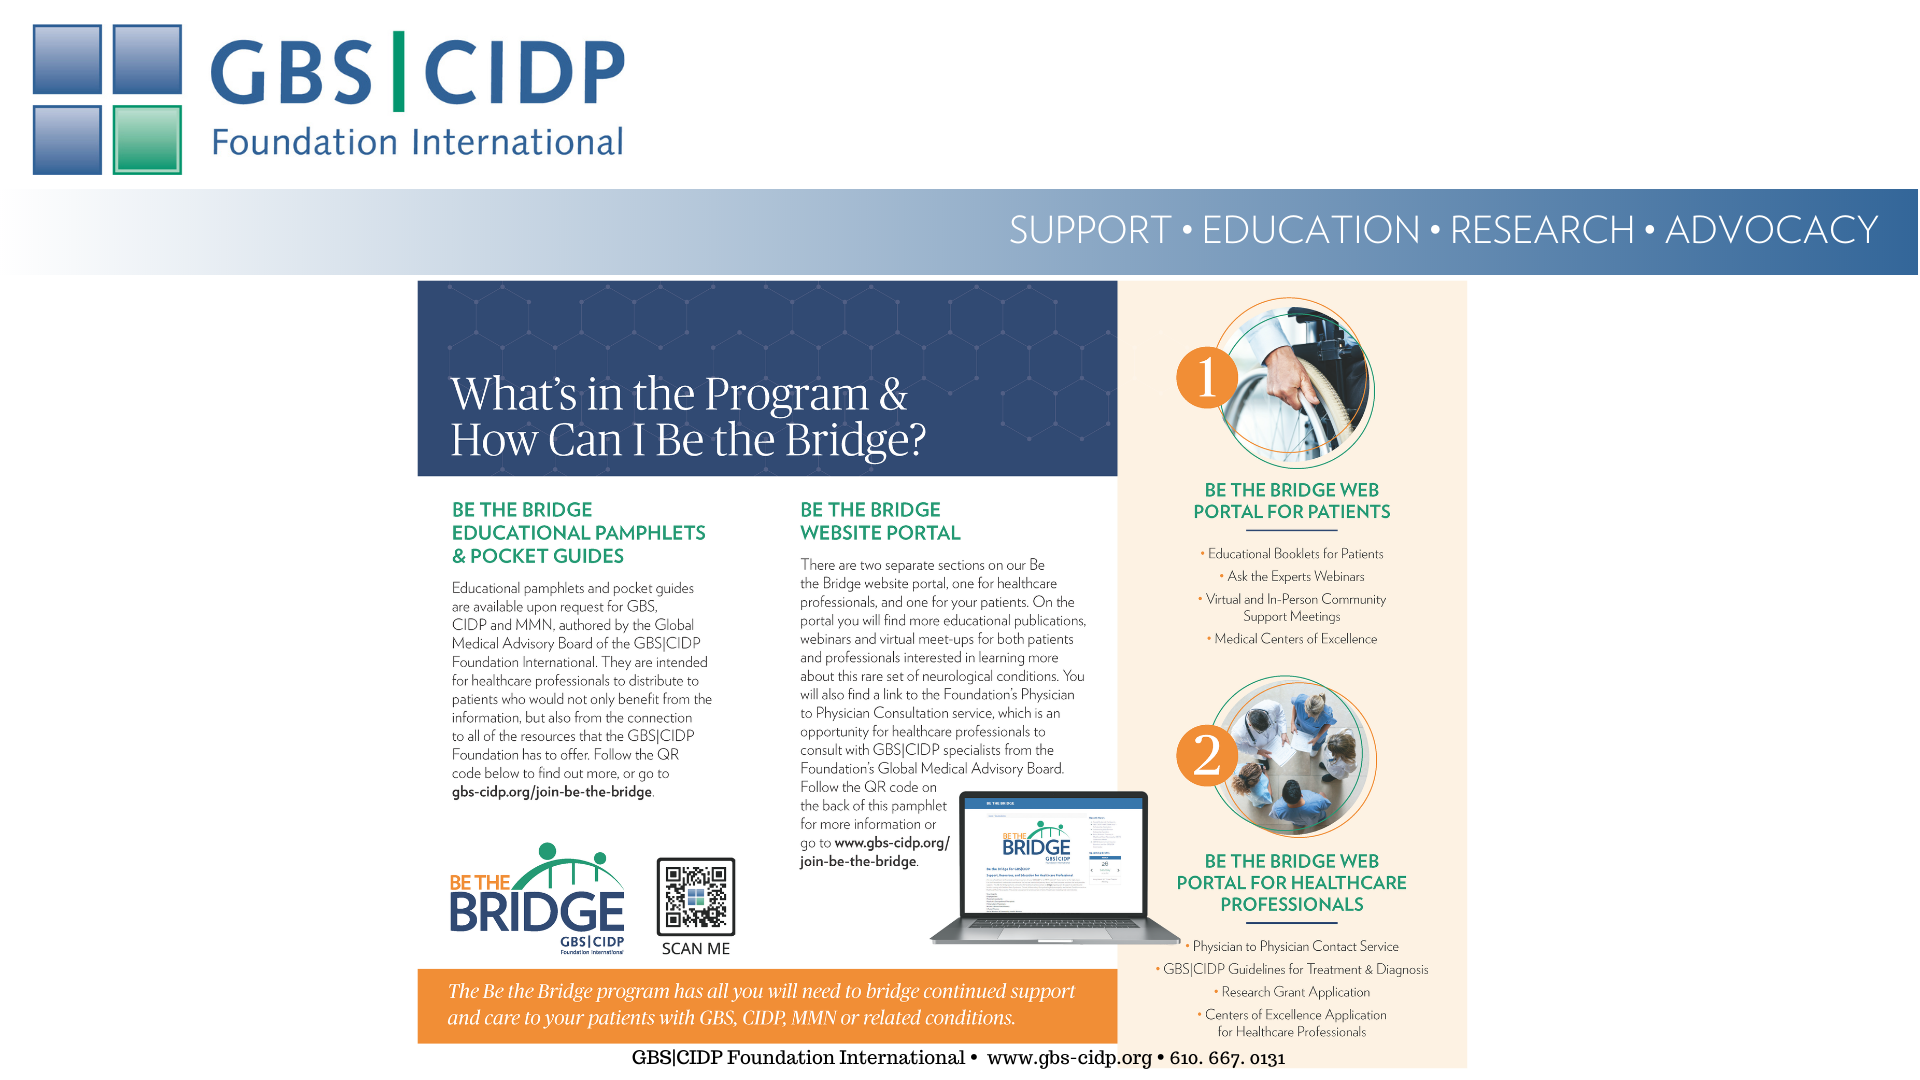 GBS|CIDP
Foundation International
SUPPORT • EDUCATION • RESEARCH • ADVOCACY
What's in the Program &
How Can I Be the Bridge?
BE THE BRIDGE
EDUCATIONAL PAMPHLETS
& POCKET GUIDES
Educational pamphlets and pocket guides
are available upon request for GBS,
CIDP and MMN, authored by the Global
Medical Advisory Board of the GBS|CIDP
Foundation International. They are intended
for healthcare professionals to distribute to
patients who would not only benefit from the
information, but also from the connection
to all of the resources that the GBS|CIDP
Foundation has to offer. Follow the QR
code below to find out more, or go to
gbs-cidp.org/join-be-the-bridge.
BE THE
BRIDGE
GBS|CIDP
Foundation International
SCAN ME
BE THE BRIDGE
WEBSITE PORTAL
There are two separate sections on our Be
the Bridge website portal, one for healthcare
professionals, and one for your patients. On the
portal you will find more educational publications,
webinars and virtual meet-ups for both patients
and professionals interested in learning more
about this rare set of neurological conditions. You
will also find a link to the Foundation's Physician
to Physician Consultation service, which is an
opportunity for healthcare professionals to
consult with GBS|CIDP specialists from the
Foundation's Global Medical Advisory Board.
Follow the QR code on
the back of this pamphlet
for more information or
go to www.gbs-cidp.org/
join-be-the-bridge.
BE THE BRIDGE
BE THE
BRIDGE
GBS|CIDP
The Be the Bridge program has all you will need to bridge continued support
and care to your patients with GBS, CIDP, MMN or related conditions.
1
BE THE BRIDGE WEB
PORTAL FOR PATIENTS
• Educational Booklets for Patients
• Ask the Experts Webinars
• Virtual and In-Person Community
Support Meetings
• Medical Centers of Excellence
2
BE THE BRIDGE WEB
PORTAL FOR HEALTHCARE
PROFESSIONALS
• Physician to Physician Contact Service
• GBS|CIDP Guidelines for Treatment & Diagnosis
• Research Grant Application
• Centers of Excellence Application
for Healthcare Professionals
GBS|CIDP Foundation International • www.gbs-cidp.org • 610. 667. 0131